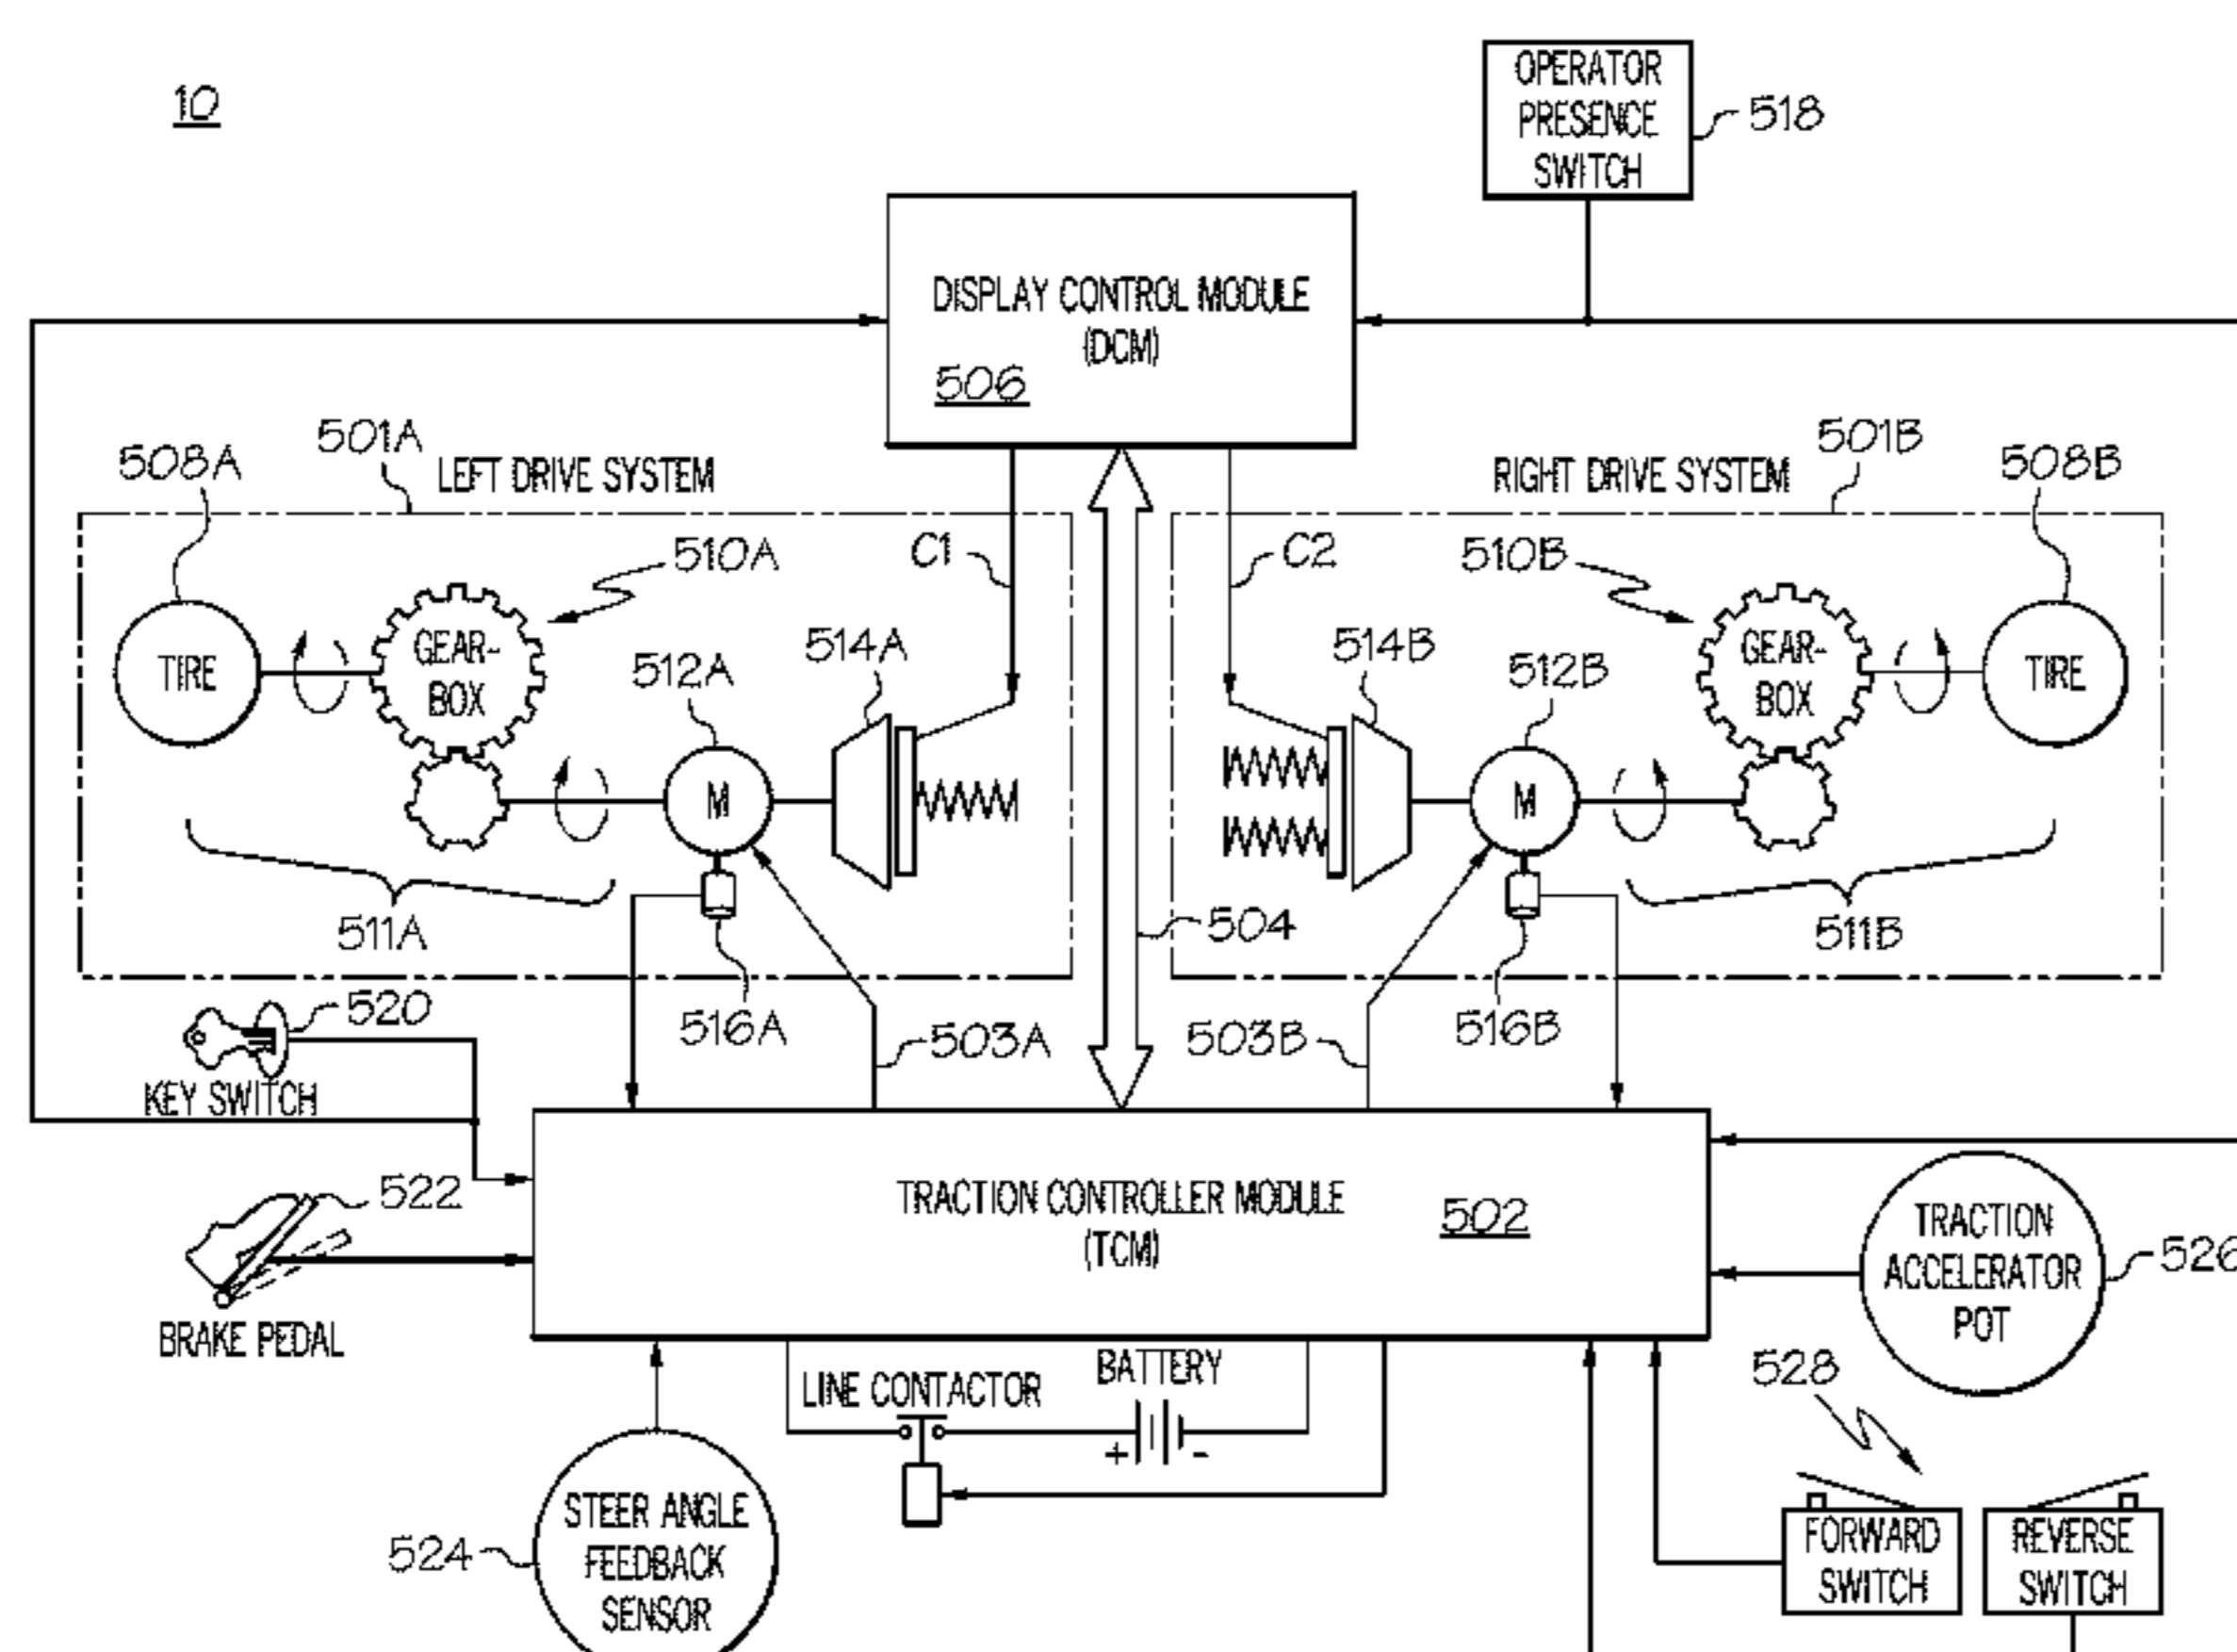 10
OPERATOR
PRESENCE
SWITCH
518
DISPLAY CONTROL MODULE
(DCM)
506
501A
508A
LEFT DRIVE SYSTEM
RIGHT DRIVE SYSTEM
501B
508B
510A
C1
C2
510B
TIRE
GEAR-
BOX
512A
514A
514B
512B
GEAR-
BOX
TIRE
M
M
511A
504
511B
520
516A
503A
503B
516B
KEY SWITCH
522
TRACTION CONTROLLER MODULE
(TCM)
502
TRACTION
ACCELERATOR
POT
526
BRAKE PEDAL
LINE CONTACTOR
BATTERY
+ -
528
524
STEER ANGLE
FEEDBACK
SENSOR
FORWARD
SWITCH
REVERSE
SWITCH